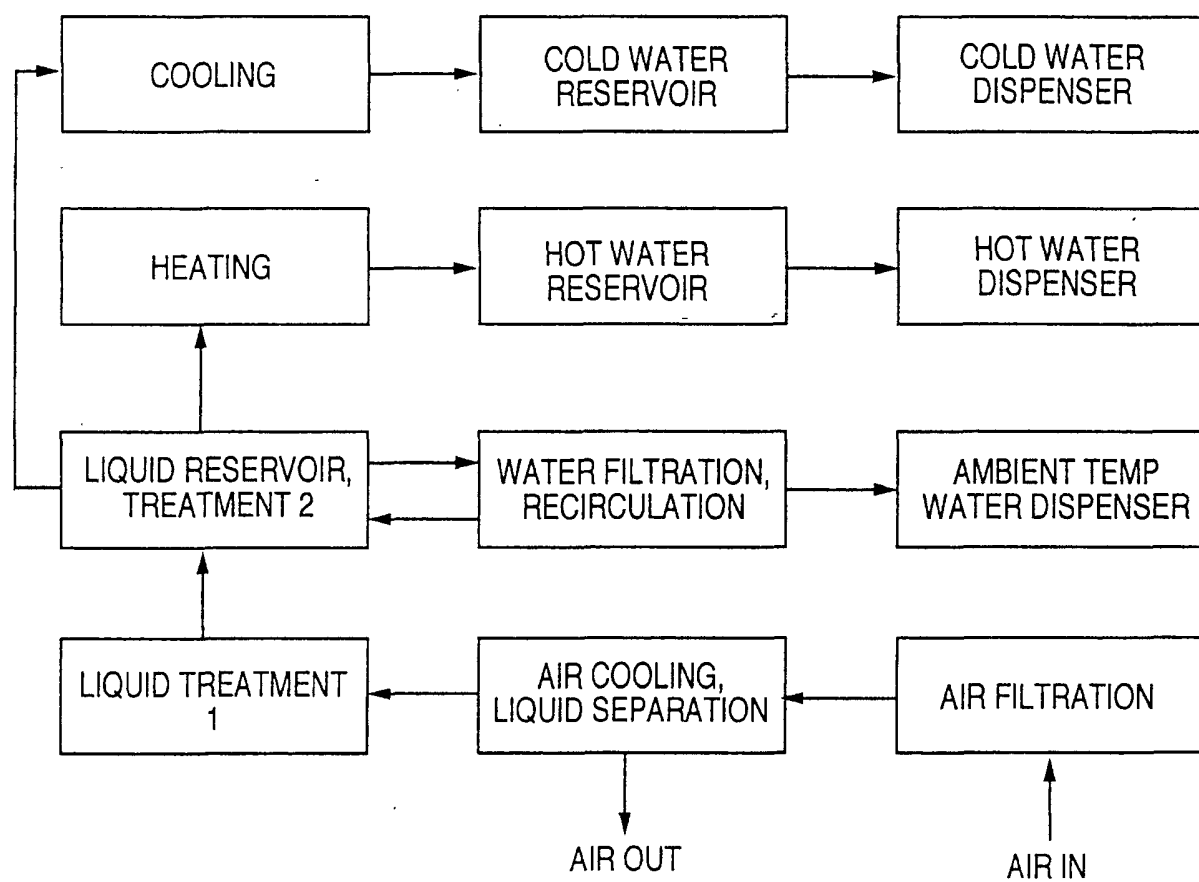 COOLING
COLD WATER
RESERVOIR
COLD WATER
DISPENSER
HEATING
HOT WATER
RESERVOIR
HOT WATER
DISPENSER
LIQUID RESERVOIR,
TREATMENT 2
WATER FILTRATION,
RECIRCULATION
AMBIENT TEMP
WATER DISPENSER
LIQUID TREATMENT
1
AIR COOLING,
LIQUID SEPARATION
AIR FILTRATION
AIR OUT
AIR IN